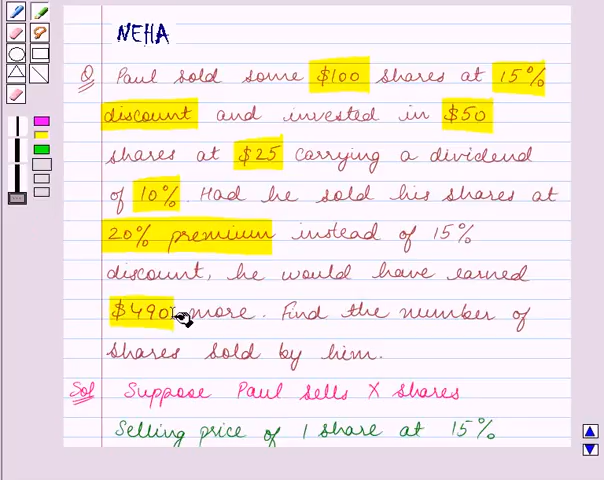 NEHA
Q Paul sold some $100 shares at 15%
discount and invested in $50
shares at $25 carrying a dividend
of 10%. Had he sold his shares at
20% premium instead of 15%
discount, he would have earned
$490 more. Find the number of
shares sold by him.
Sol Suppose Paul sells X shares
Selling price of 1 share at 15%